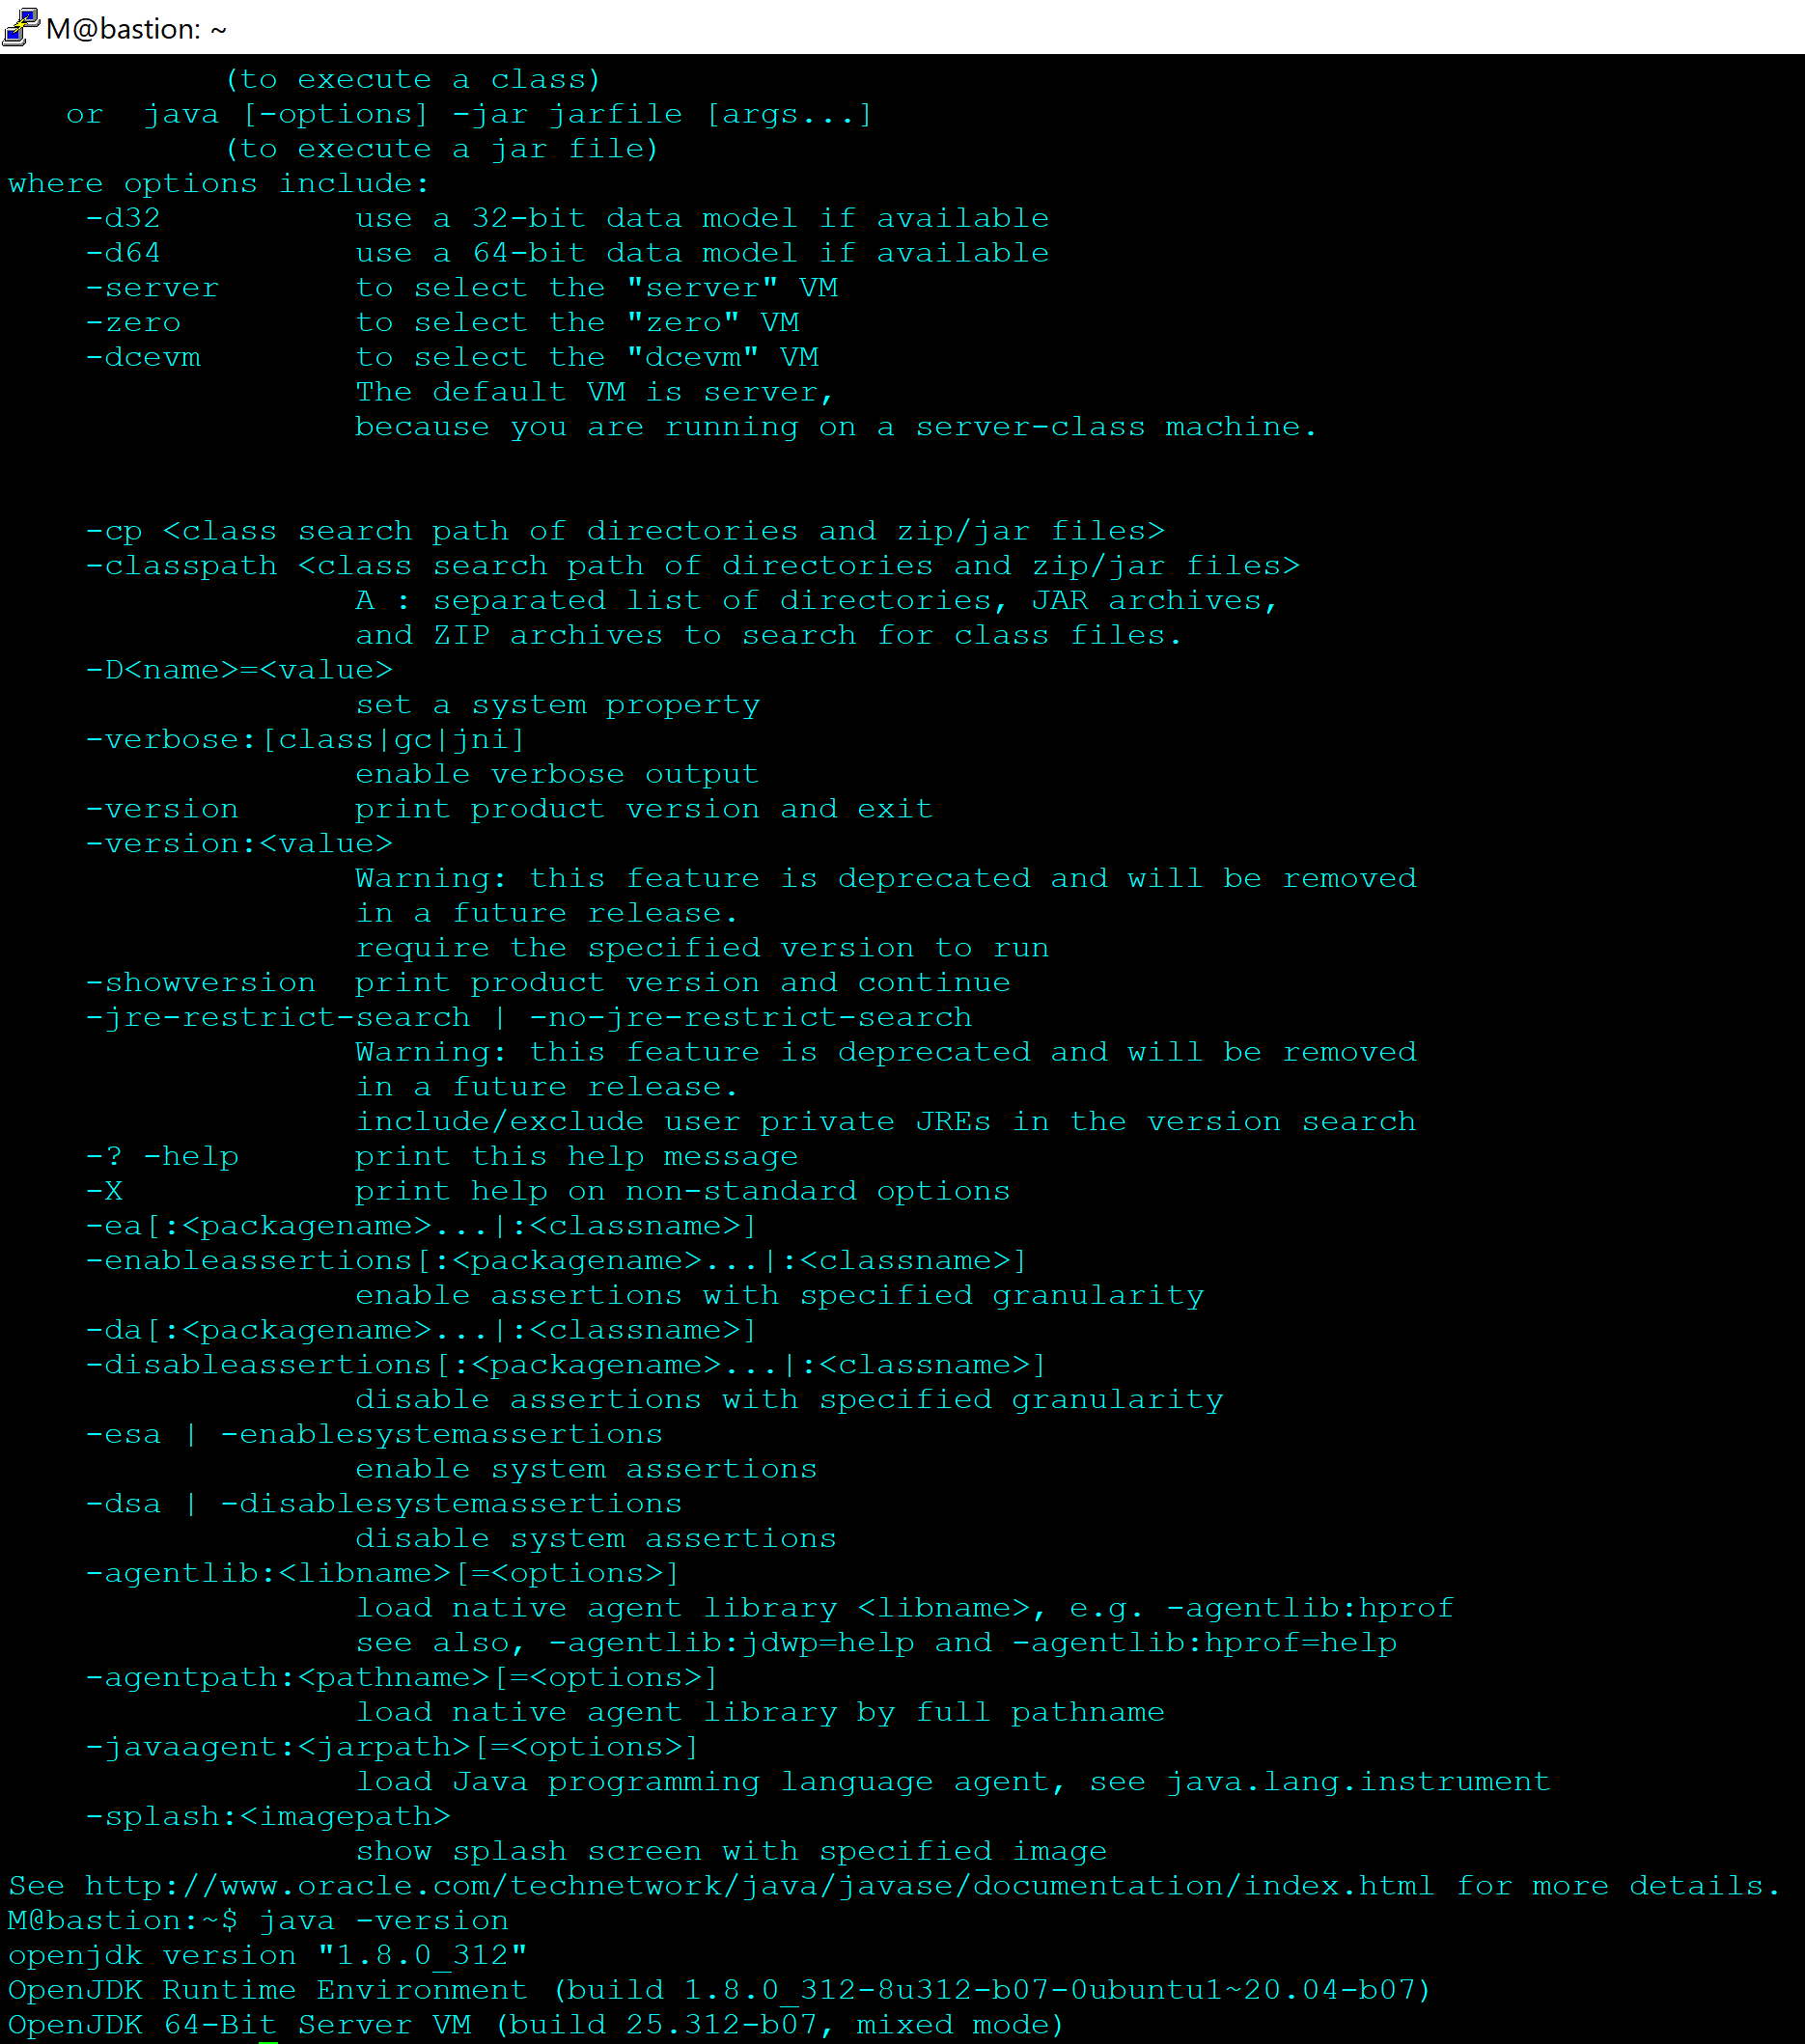 M@bastion: ~
(to execute a class)
or  java [-options] -jar jarfile [args...]
(to execute a jar file)
where options include:
-d32          use a 32-bit data model if available
-d64          use a 64-bit data model if available
-server       to select the "server" VM
-zero         to select the "zero" VM
-dcevm        to select the "dcevm" VM
The default VM is server,
because you are running on a server-class machine.
-cp <class search path of directories and zip/jar files>
-classpath <class search path of directories and zip/jar files>
A : separated list of directories, JAR archives,
and ZIP archives to search for class files.
-D<name>=<value>
set a system property
-verbose:[class|gc|jni]
enable verbose output
-version      print product version and exit
-version:<value>
Warning: this feature is deprecated and will be removed
in a future release.
require the specified version to run
-showversion  print product version and continue
-jre-restrict-search | -no-jre-restrict-search
Warning: this feature is deprecated and will be removed
in a future release.
include/exclude user private JREs in the version search
-? -help      print this help message
-X            print help on non-standard options
-ea[:<packagename>...|:<classname>]
-enableassertions[:<packagename>...|:<classname>]
enable assertions with specified granularity
-da[:<packagename>...|:<classname>]
-disableassertions[:<packagename>...|:<classname>]
disable assertions with specified granularity
-esa | -enablesystemassertions
enable system assertions
-dsa | -disablesystemassertions
disable system assertions
-agentlib:<libname>[=<options>]
load native agent library <libname>, e.g. -agentlib:hprof
see also, -agentlib:jdwp=help and -agentlib:hprof=help
-agentpath:<pathname>[=<options>]
load native agent library by full pathname
-javaagent:<jarpath>[=<options>]
load Java programming language agent, see java.lang.instrument
-splash:<imagepath>
show splash screen with specified image
See http://www.oracle.com/technetwork/java/javase/documentation/index.html for more details.
M@bastion:~$ java -version
openjdk version "1.8.0_312"
OpenJDK Runtime Environment (build 1.8.0_312-8u312-b07-0ubuntu1~20.04-b07)
OpenJDK 64-Bit Server VM (build 25.312-b07, mixed mode)